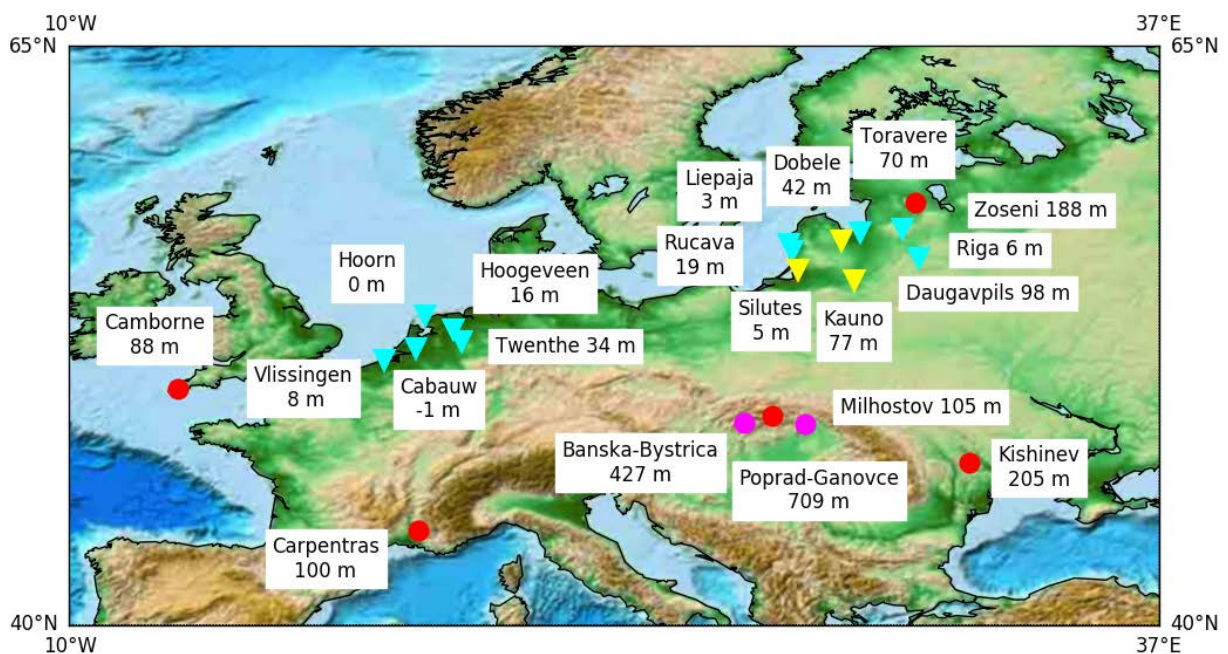 10°W
37°E
65°N
65°N
Toravere
70 m
Dobele
42 m
Liepaja
3 m
Zoseni 188 m
Rucava
19 m
Riga 6 m
Hoorn
0 m
Hoogeveen
16 m
Daugavpils 98 m
Silutes
5 m
Kauno
77 m
Camborne
88 m
Twenthe 34 m
Vlissingen
8 m
Cabauw
-1 m
Milhostov 105 m
Banska-Bystrica
427 m
Poprad-Ganovce
709 m
Kishinev
205 m
Carpentras
100 m
40°N
40°N
10°W
37°E